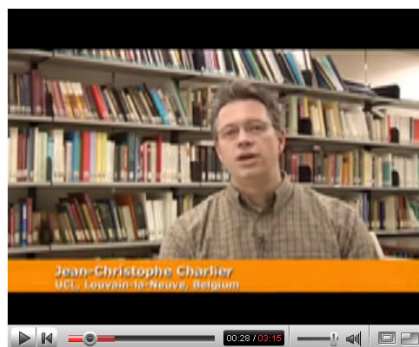 Jean-Christophe Charlier
UCL, Louvain-la-Neuve, Belgium
00:28 / 03:15